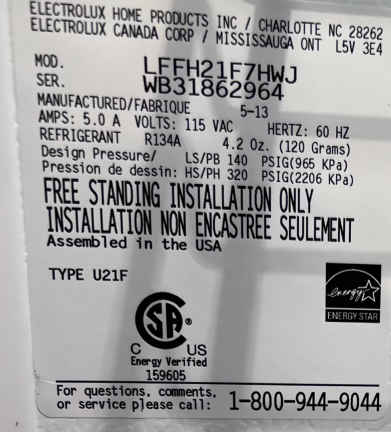 ELECTROLUX HOME PRODUCTS INC / CHARLOTTE NC 28262
ELECTROLUX CANADA CORP / MISSISSAUGA ONT L5V 3E4
MOD. LFFH21F7HWJ
SER. WB31862964
MANUFACTURED/FABRIQUE 5-13
AMPS: 5.0 A VOLTS: 115 VAC HERTZ: 60 HZ
REFRIGERANT R134A 4.2 Oz. (120 Grams)
Design Pressure/ LS/PB 140 PSIG(965 KPa)
Pression de dessin: HS/PH 320 PSIG(2206 KPa)
FREE STANDING INSTALLATION ONLY
INSTALLATION NON ENCASTREE SEULEMENT
Assembled in the USA
TYPE U21F
energy
ENERGY STAR
SA ®
C US
Energy Verified
159605
For questions, comments,
or service please call: 1-800-944-9044